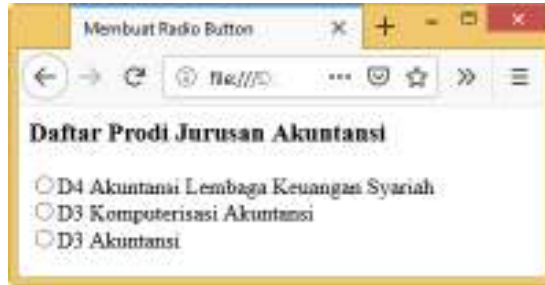 Membuat Radio Button
file:///D:
Daftar Prodi Jurusan Akuntansi
D4 Akuntansi Lembaga Keuangan Syariah
D3 Komputerisasi Akuntansi
D3 Akuntansi